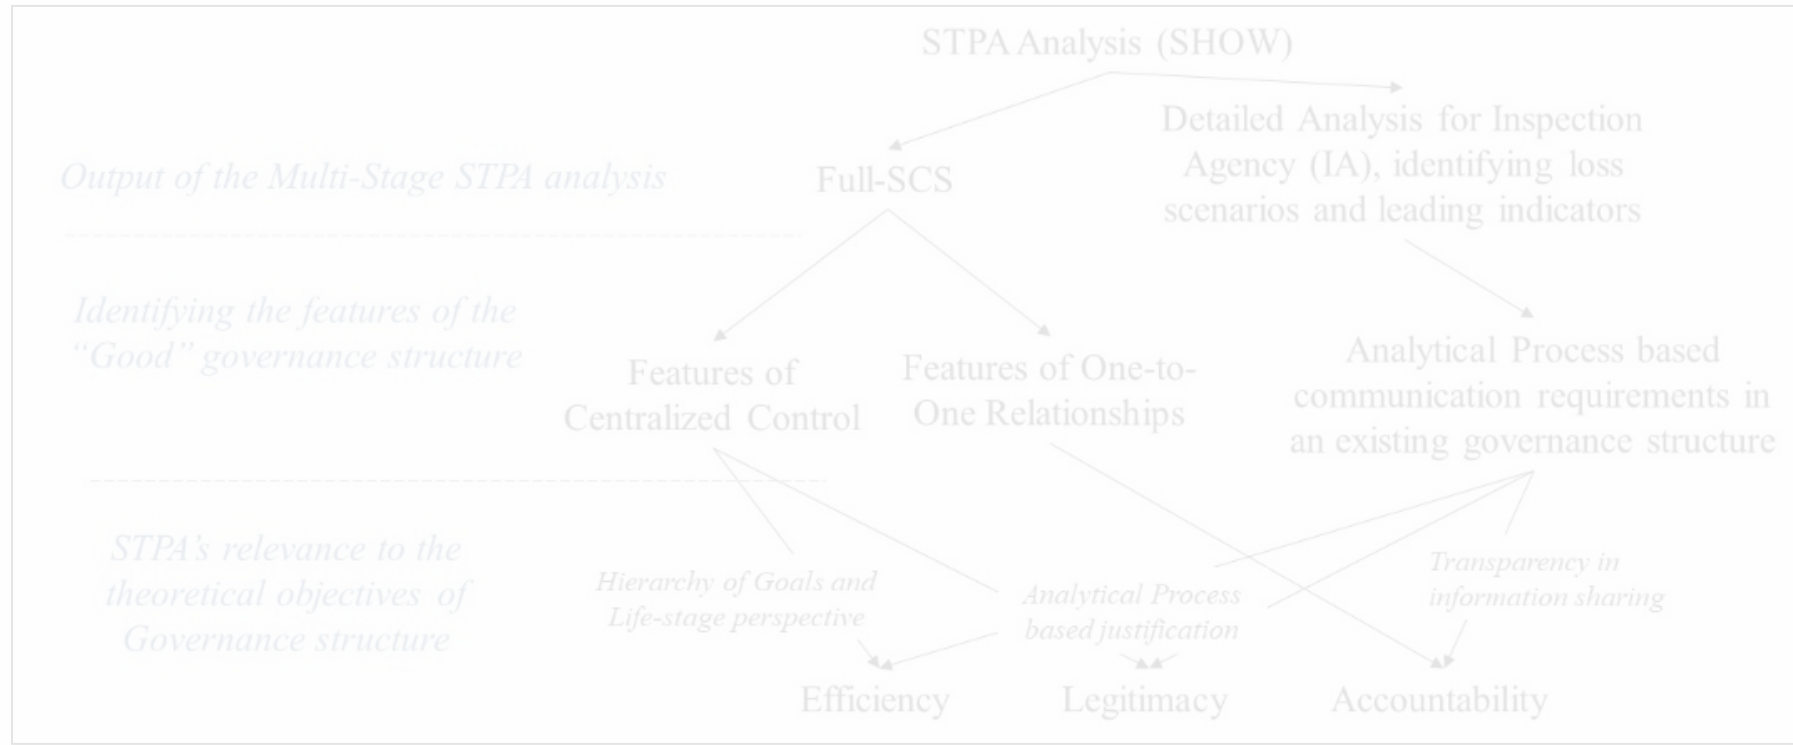 STPA Analysis (SHOW)
Detailed Analysis for Inspection
Agency (IA), identifying loss
scenarios and leading indicators
Output of the Multi-Stage STPA analysis
Full-SCS
Identifying the features of the
“Good” governance structure
Features of
Centralized Control
Features of One-to-
One Relationships
Analytical Process based
communication requirements in
an existing governance structure
STPA’s relevance to the
theoretical objectives of
Governance structure
Hierarchy of Goals and
Life-stage perspective
Analytical Process
based justification
Transparency in
information sharing
Efficiency
Legitimacy
Accountability